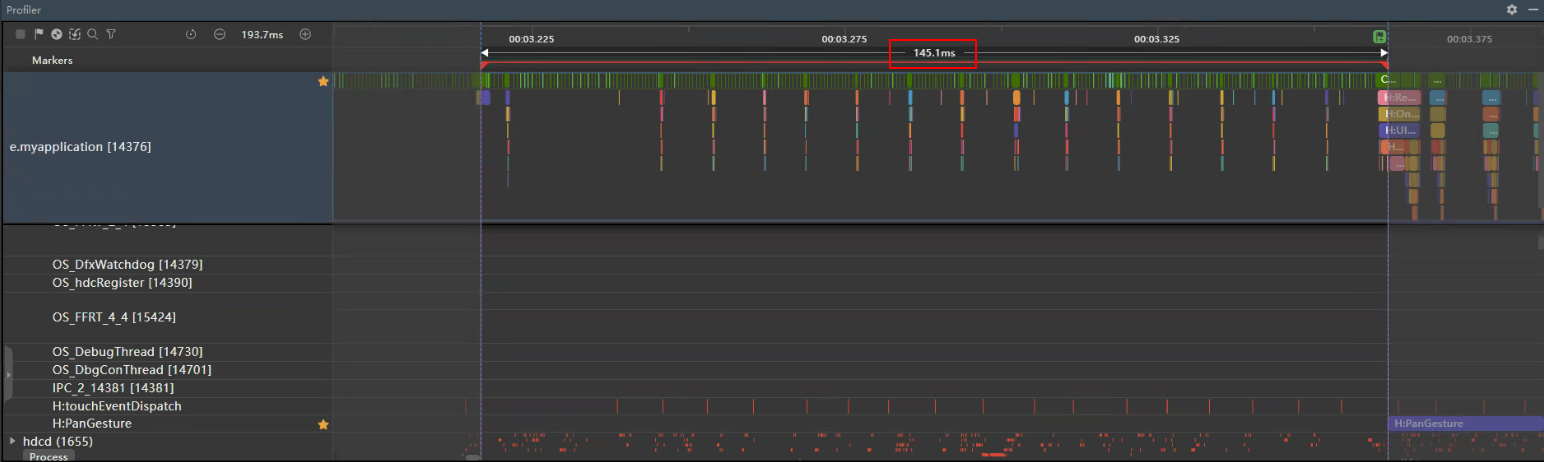 Profiler
193.7ms
00:03.225
00:03.275
00:03.325
00:03.375
Markers
145.1ms
C...
H:Re...
...
...
H:On...
...
H:UI...
...
H...
...
e.myapplication [14376]
OS_DfxWatchdog [14379]
OS_hdcRegister [14390]
OS_FFRT_4_4 [15424]
OS_DebugThread [14730]
OS_DbgConThread [14701]
IPC_2_14381 [14381]
H:touchEventDispatch
H:PanGesture
H:PanGesture
hdcd (1655)
Process